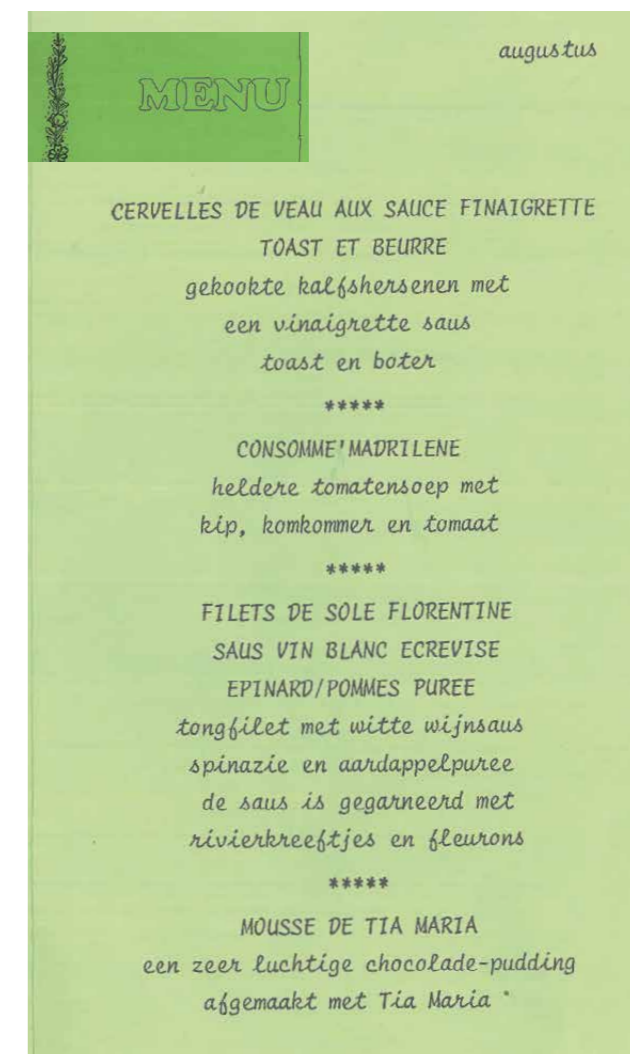 augustus
MENU
CERVELLES DE VEAU AUX SAUCE FINAIGRETTE
TOAST ET BEURRE
gekookte kalfshersenen met
een vinaigrette saus
toast en boter
*****
CONSOMME'MADRILENE
heldere tomatensoep met
kip, komkommer en tomaat
*****
FILETS DE SOLE FLORENTINE
SAUS VIN BLANC ECREVISE
EPINARD/POMMES PUREE
tongfilet met witte wijnsaus
spinazie en aardappelpuree
de saus is gegarneerd met
rivierkreeftjes en fleurons
*****
MOUSSE DE TIA MARIA
een zeer luchtige chocolade-pudding
afgemaakt met Tia Maria